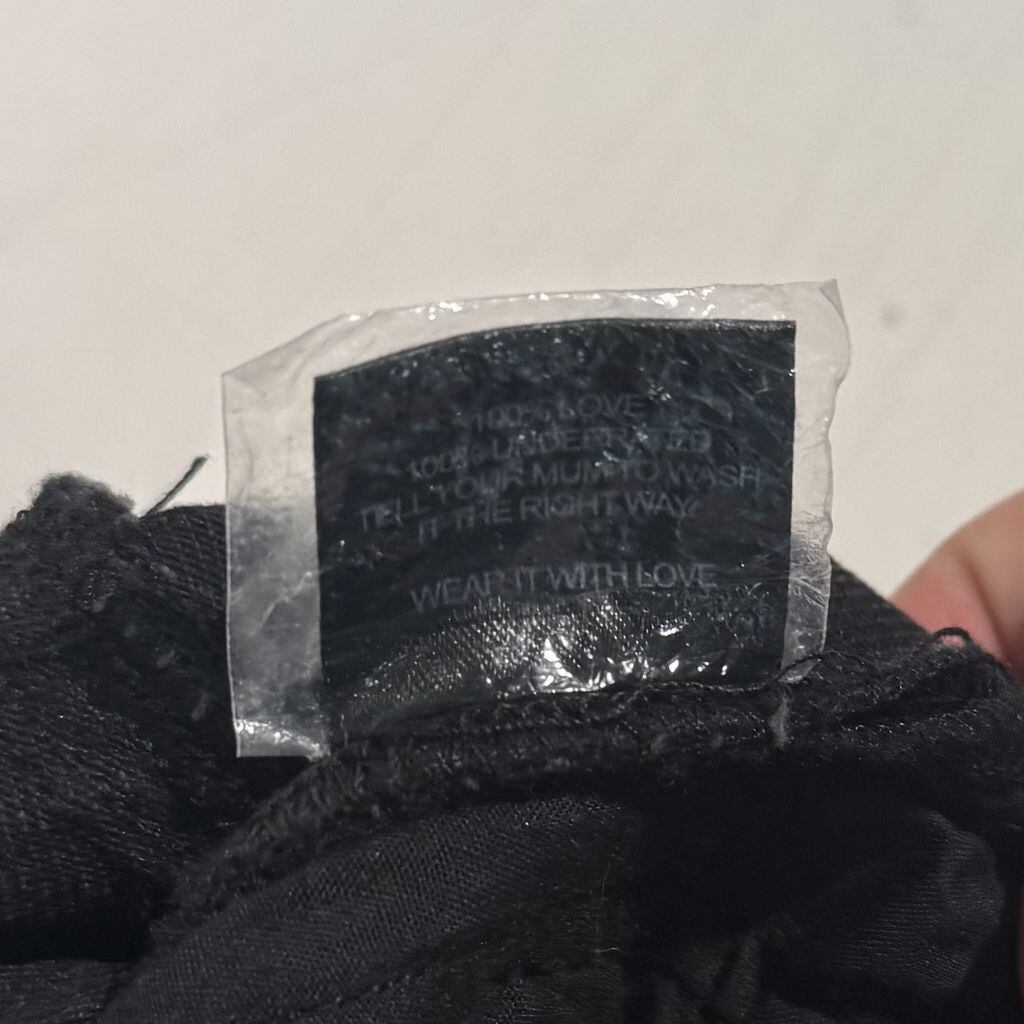 100% LOVE
100% UNDERRATED
TELL YOUR MUM TO WASH
IT THE RIGHT WAY
WEAR IT WITH LOVE